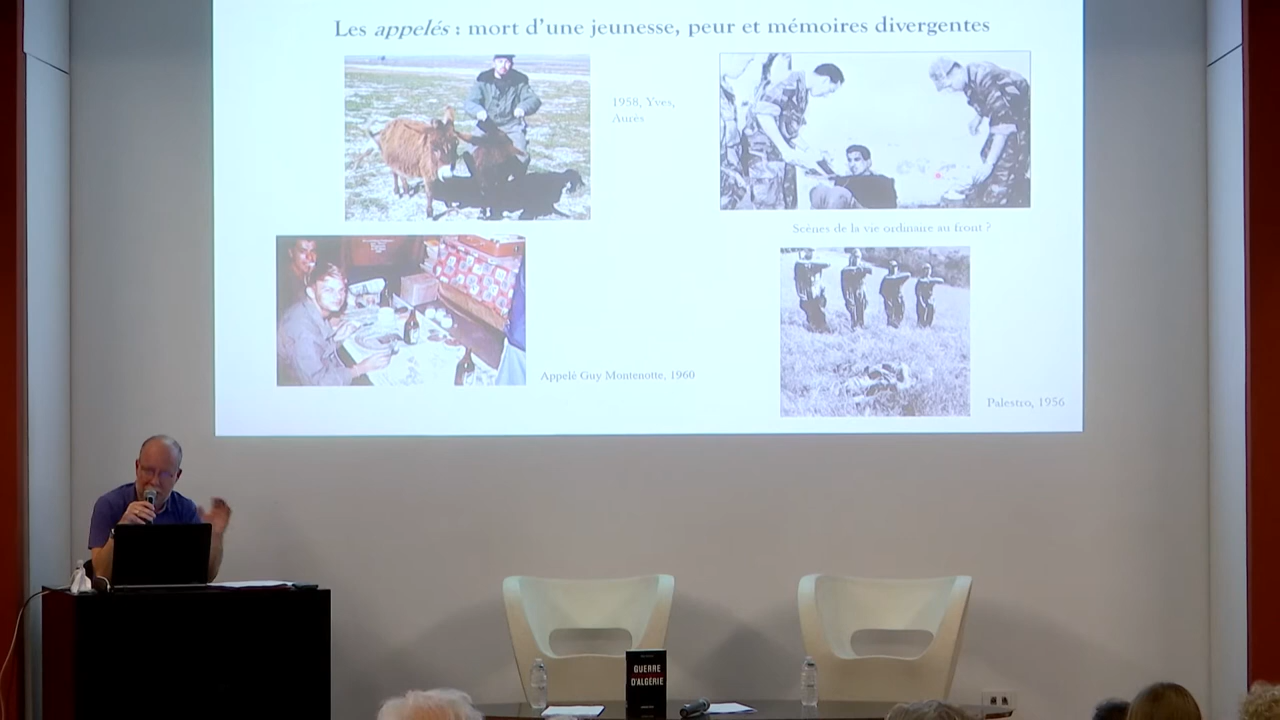 Les appelés : mort d'une jeunesse, peur et mémoires divergentes
1958, Yves,
Aurès
Scènes de la vie ordinaire au front ?
Appelé Guy Montenotte, 1960
Palestro, 1956
GUERRE
D'ALGÉRIE